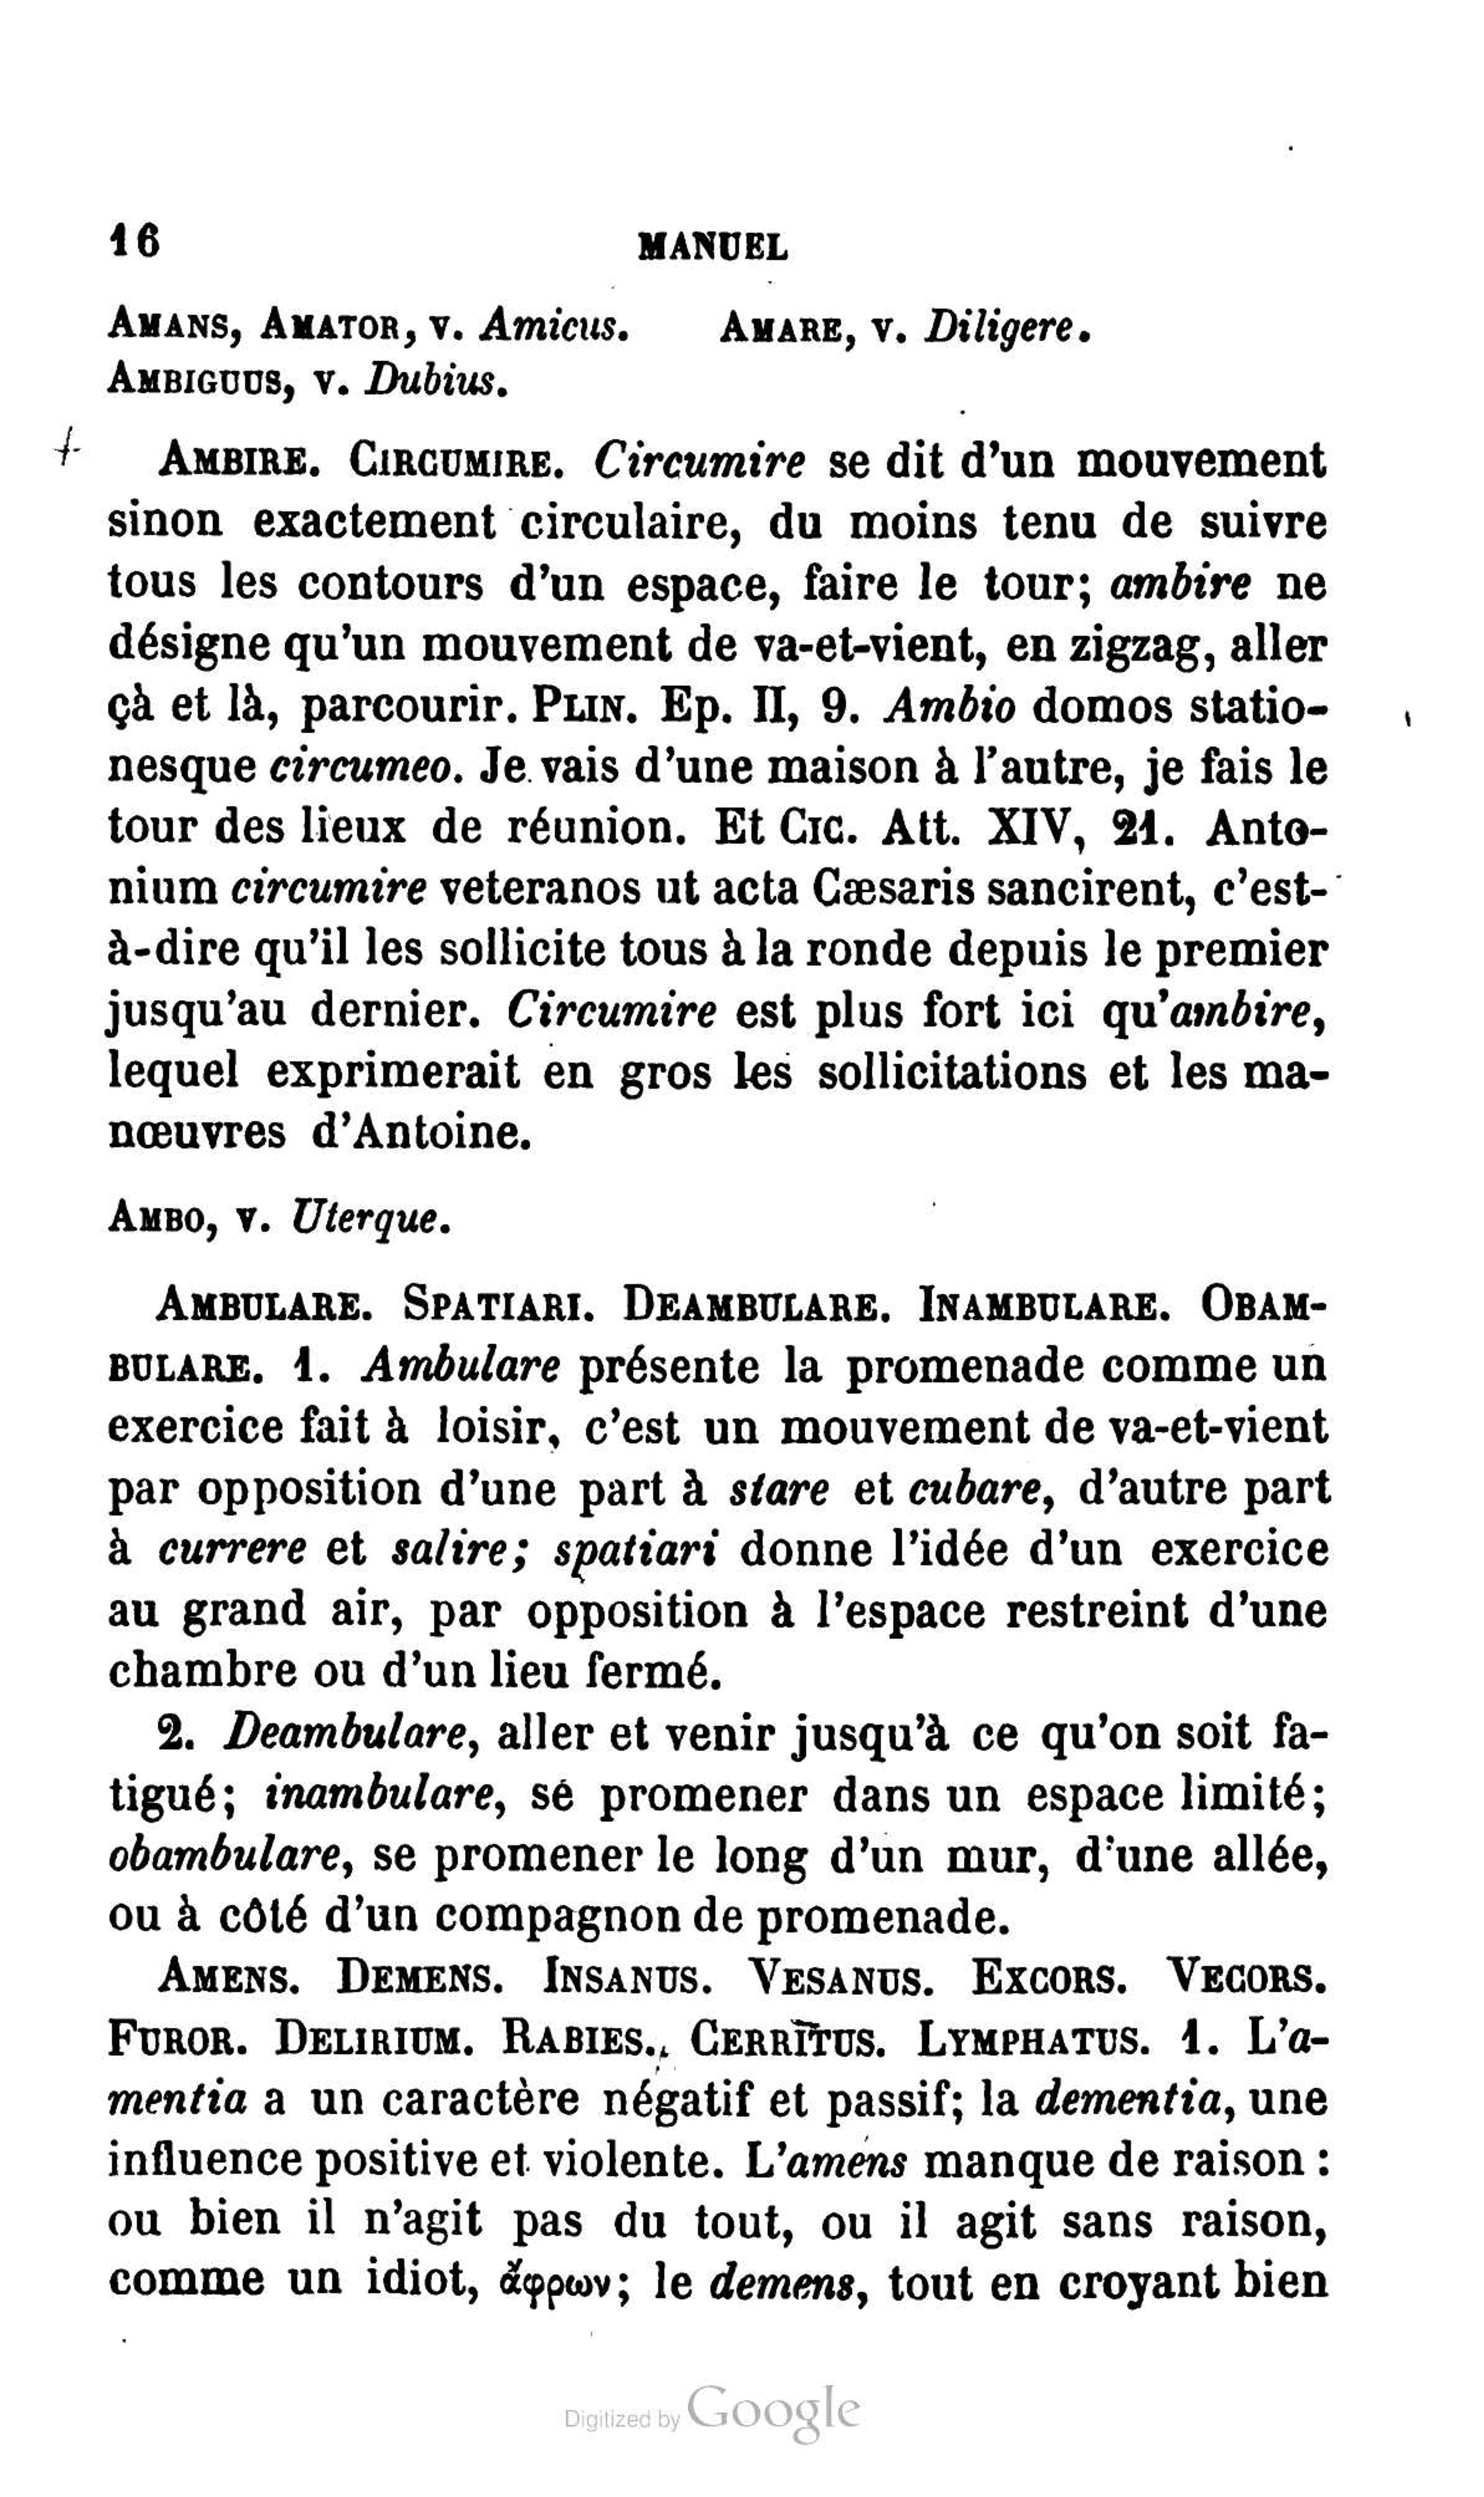 16 MANUEL
AMANS, AMATOR, v. Amicus. AMARE, v. Diligere.
AMBIGUUS, v. Dubius.
AMBIRE. CIRCUMIRE. Circumire se dit d'un mouvement
sinon exactement circulaire, du moins tenu de suivre
tous les contours d'un espace, faire le tour; ambire ne
désigne qu'un mouvement de va-et-vient, en zigzag, aller
çà et là, parcourir. PLIN. Ep. II, 9. Ambio domos statio-
nesque circumeo. Je vais d'une maison à l'autre, je fais le
tour des lieux de réunion. Et CIC. Att. XIV, 21. Anto-
nium circumire veteranos ut acta Cæsaris sancirent, c'est-
à-dire qu'il les sollicite tous à la ronde depuis le premier
jusqu'au dernier. Circumire est plus fort ici qu'ambire,
lequel exprimerait en gros les sollicitations et les ma-
nœuvres d'Antoine.
AMBO, v. Uterque.
AMBULARE. SPATIARI. DEAMBULARE. INAMBULARE. OBAM-
BULARE. 1. Ambulare présente la promenade comme un
exercice fait à loisir, c'est un mouvement de va-et-vient
par opposition d'une part à stare et cubare, d'autre part
à currere et salire; spatiari donne l'idée d'un exercice
au grand air, par opposition à l'espace restreint d'une
chambre ou d'un lieu fermé.
2. Deambulare, aller et venir jusqu'à ce qu'on soit fa-
tigué; inambulare, se promener dans un espace limité;
obambulare, se promener le long d'un mur, d'une allée,
ou à côté d'un compagnon de promenade.
AMENS. DEMENS. INSANUS. VESANUS. EXCORS. VECORS.
FUROR. DELIRIUM. RABIES. CERRĪTUS. LYMPHATUS. 1. L'a-
mentia a un caractère négatif et passif; la dementia, une
influence positive et violente. L'amens manque de raison :
ou bien il n'agit pas du tout, ou il agit sans raison,
comme un idiot, ἄφρων; le demens, tout en croyant bien
Digitized by Google